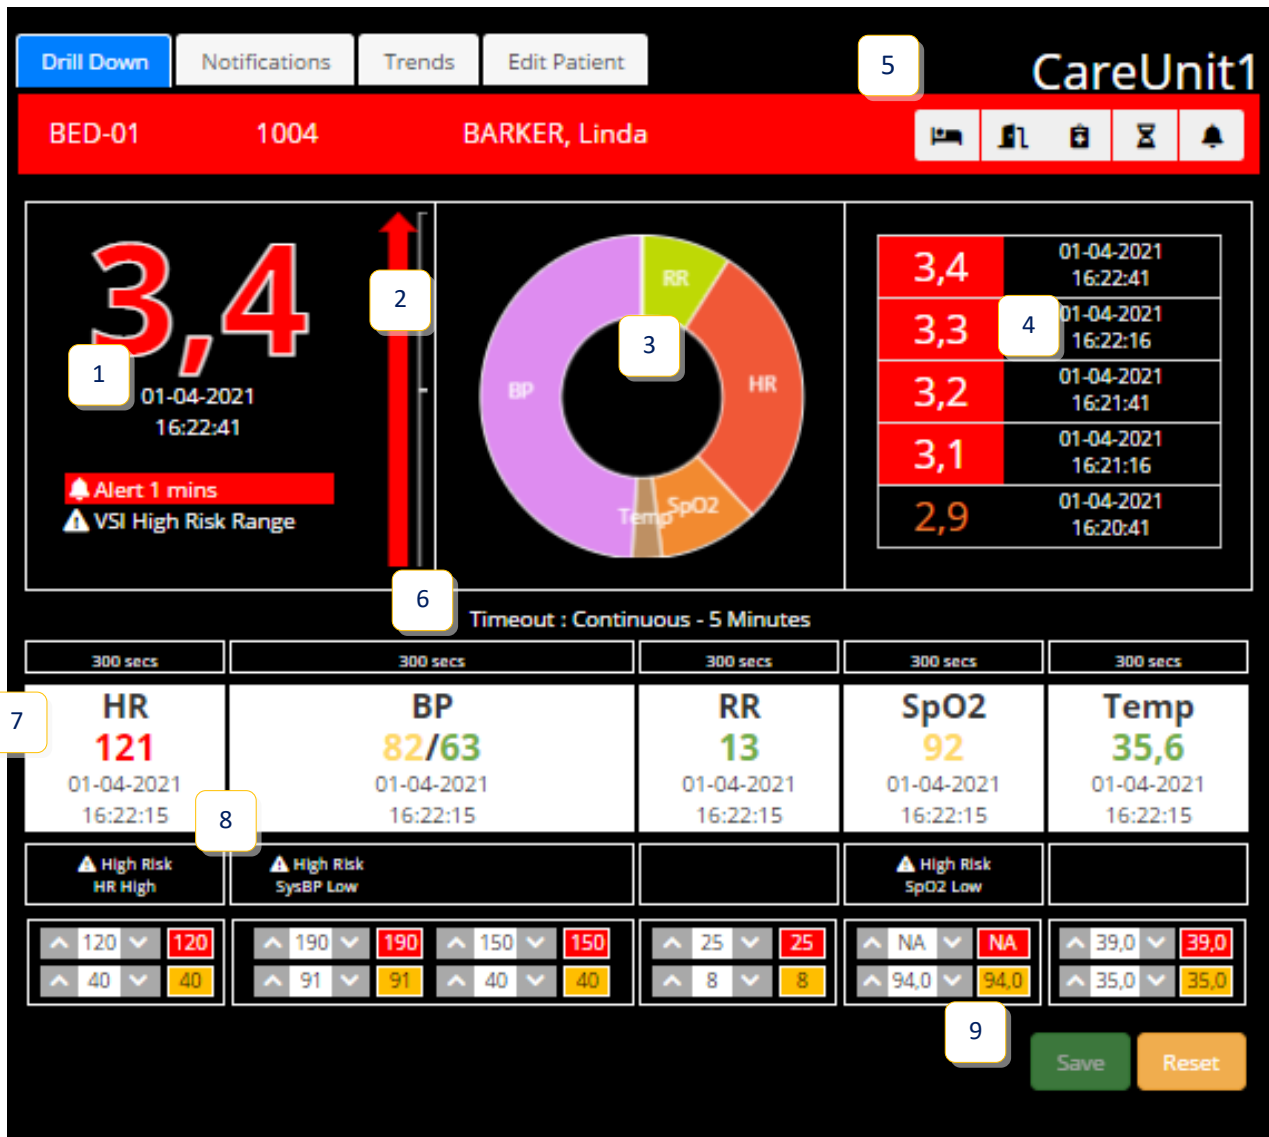 Drill Down Notifications Trends Edit Patient 5 CareUnit1
BED-01 1004 BARKER, Linda
3,4
1
01-04-2021
16:22:41
Alert 1 mins
VSI High Risk Range
2
RR
HR
SpO2
Temp
BP
3
3,4 01-04-2021
16:22:41
3,3 01-04-2021
16:22:16
4
3,2 01-04-2021
16:21:41
3,1 01-04-2021
16:21:16
2,9 01-04-2021
16:20:41
6
Timeout : Continuous - 5 Minutes
300 secs 300 secs 300 secs 300 secs 300 secs
7
HR BP RR SpO2 Temp
121 82/63 13 92 35,6
01-04-2021 01-04-2021 01-04-2021 01-04-2021 01-04-2021
16:22:15 16:22:15 16:22:15 16:22:15 16:22:15
8
High Risk High Risk High Risk
HR High SysBP Low SpO2 Low
120 120 190 190 150 150 25 25 NA NA 39,0 39,0
40 40 91 91 40 40 8 8 94,0 94,0 35,0 35,0
9
Save Reset